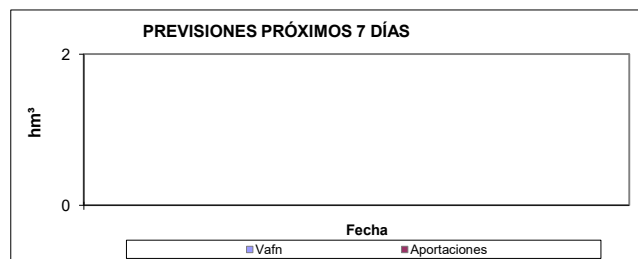 PREVISIONES PRÓXIMOS 7 DÍAS
2
hm³
0
Fecha
Vafn Aportaciones